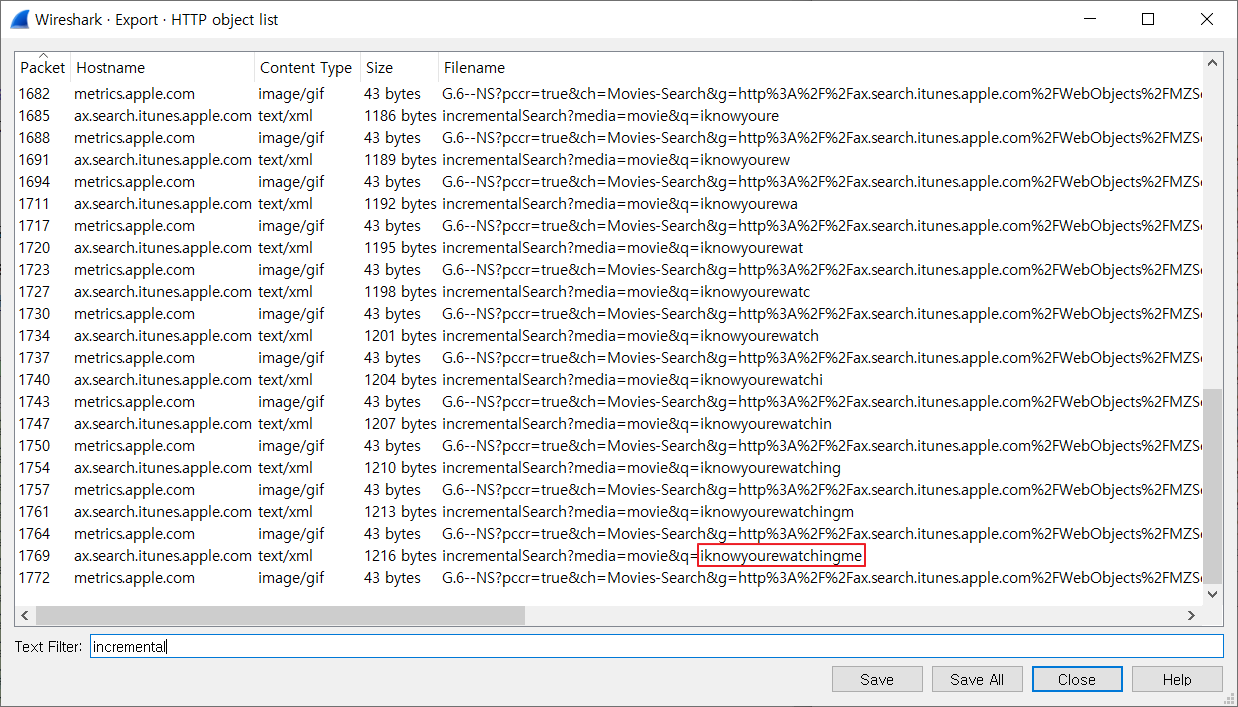 Wireshark · Export · HTTP object list
Packet Hostname Content Type Size Filename
1682 metrics.apple.com image/gif 43 bytes G.6--NS?pccr=true&ch=Movies-Search&g=http%3A%2F%2Fax.search.itunes.apple.com%2FWebObjects%2FMZS
1685 ax.search.itunes.apple.com text/xml 1186 bytes incrementalSearch?media=movie&q=iknowyoure
1688 metrics.apple.com image/gif 43 bytes G.6--NS?pccr=true&ch=Movies-Search&g=http%3A%2F%2Fax.search.itunes.apple.com%2FWebObjects%2FMZS
1691 ax.search.itunes.apple.com text/xml 1189 bytes incrementalSearch?media=movie&q=iknowyourew
1694 metrics.apple.com image/gif 43 bytes G.6--NS?pccr=true&ch=Movies-Search&g=http%3A%2F%2Fax.search.itunes.apple.com%2FWebObjects%2FMZS
1711 ax.search.itunes.apple.com text/xml 1192 bytes incrementalSearch?media=movie&q=iknowyourewa
1717 metrics.apple.com image/gif 43 bytes G.6--NS?pccr=true&ch=Movies-Search&g=http%3A%2F%2Fax.search.itunes.apple.com%2FWebObjects%2FMZS
1720 ax.search.itunes.apple.com text/xml 1195 bytes incrementalSearch?media=movie&q=iknowyourewat
1723 metrics.apple.com image/gif 43 bytes G.6--NS?pccr=true&ch=Movies-Search&g=http%3A%2F%2Fax.search.itunes.apple.com%2FWebObjects%2FMZS
1727 ax.search.itunes.apple.com text/xml 1198 bytes incrementalSearch?media=movie&q=iknowyourewatc
1730 metrics.apple.com image/gif 43 bytes G.6--NS?pccr=true&ch=Movies-Search&g=http%3A%2F%2Fax.search.itunes.apple.com%2FWebObjects%2FMZS
1734 ax.search.itunes.apple.com text/xml 1201 bytes incrementalSearch?media=movie&q=iknowyourewatch
1737 metrics.apple.com image/gif 43 bytes G.6--NS?pccr=true&ch=Movies-Search&g=http%3A%2F%2Fax.search.itunes.apple.com%2FWebObjects%2FMZS
1740 ax.search.itunes.apple.com text/xml 1204 bytes incrementalSearch?media=movie&q=iknowyourewatchi
1743 metrics.apple.com image/gif 43 bytes G.6--NS?pccr=true&ch=Movies-Search&g=http%3A%2F%2Fax.search.itunes.apple.com%2FWebObjects%2FMZS
1747 ax.search.itunes.apple.com text/xml 1207 bytes incrementalSearch?media=movie&q=iknowyourewatchin
1750 metrics.apple.com image/gif 43 bytes G.6--NS?pccr=true&ch=Movies-Search&g=http%3A%2F%2Fax.search.itunes.apple.com%2FWebObjects%2FMZS
1754 ax.search.itunes.apple.com text/xml 1210 bytes incrementalSearch?media=movie&q=iknowyourewatching
1757 metrics.apple.com image/gif 43 bytes G.6--NS?pccr=true&ch=Movies-Search&g=http%3A%2F%2Fax.search.itunes.apple.com%2FWebObjects%2FMZS
1761 ax.search.itunes.apple.com text/xml 1213 bytes incrementalSearch?media=movie&q=iknowyourewatchingm
1764 metrics.apple.com image/gif 43 bytes G.6--NS?pccr=true&ch=Movies-Search&g=http%3A%2F%2Fax.search.itunes.apple.com%2FWebObjects%2FMZS
1769 ax.search.itunes.apple.com text/xml 1216 bytes incrementalSearch?media=movie&q=iknowyourewatchingme
1772 metrics.apple.com image/gif 43 bytes G.6--NS?pccr=true&ch=Movies-Search&g=http%3A%2F%2Fax.search.itunes.apple.com%2FWebObjects%2FMZS
Text Filter: incremental
Save Save All Close Help